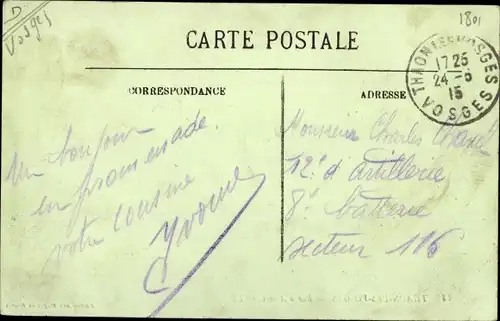 D
Vosges
1801
CARTE POSTALE
THAON LES VOSGES
17 25
24 - 8
15
VOSGES
CORRESPONDANCE
ADRESSE
Un bonjour
en promenade.
votre cousine
Yvonne
Monsieur Charles
12e d'artillerie
8e batterie
secteur 116